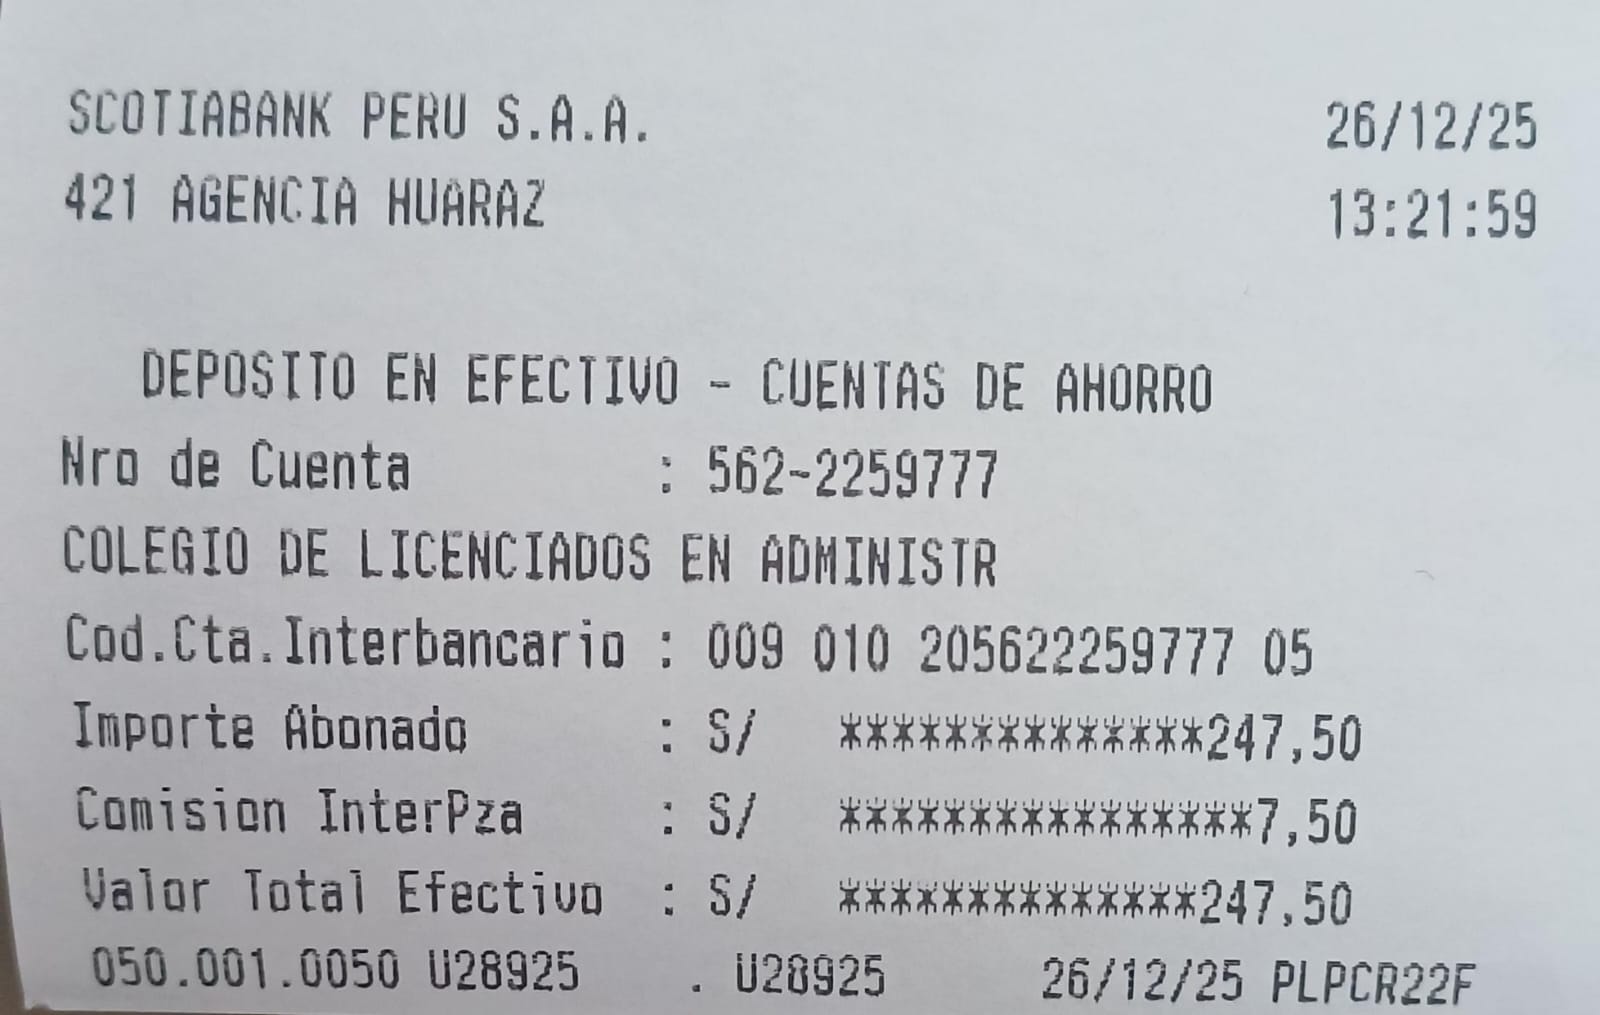 SCOTIABANK PERU S.A.A. 26/12/25
421 AGENCIA HUARAZ 13:21:59
DEPOSITO EN EFECTIVO - CUENTAS DE AHORRO
Nro de Cuenta : 562-2259777
COLEGIO DE LICENCIADOS EN ADMINISTR
Cod.Cta.Interbancario : 009 010 205622259777 05
Importe Abonado : S/ **************247,50
Comision InterPza : S/ ****************7,50
Valor Total Efectivo : S/ **************247,50
050.001.0050 U28925 . U28925 26/12/25 PLPCR22F